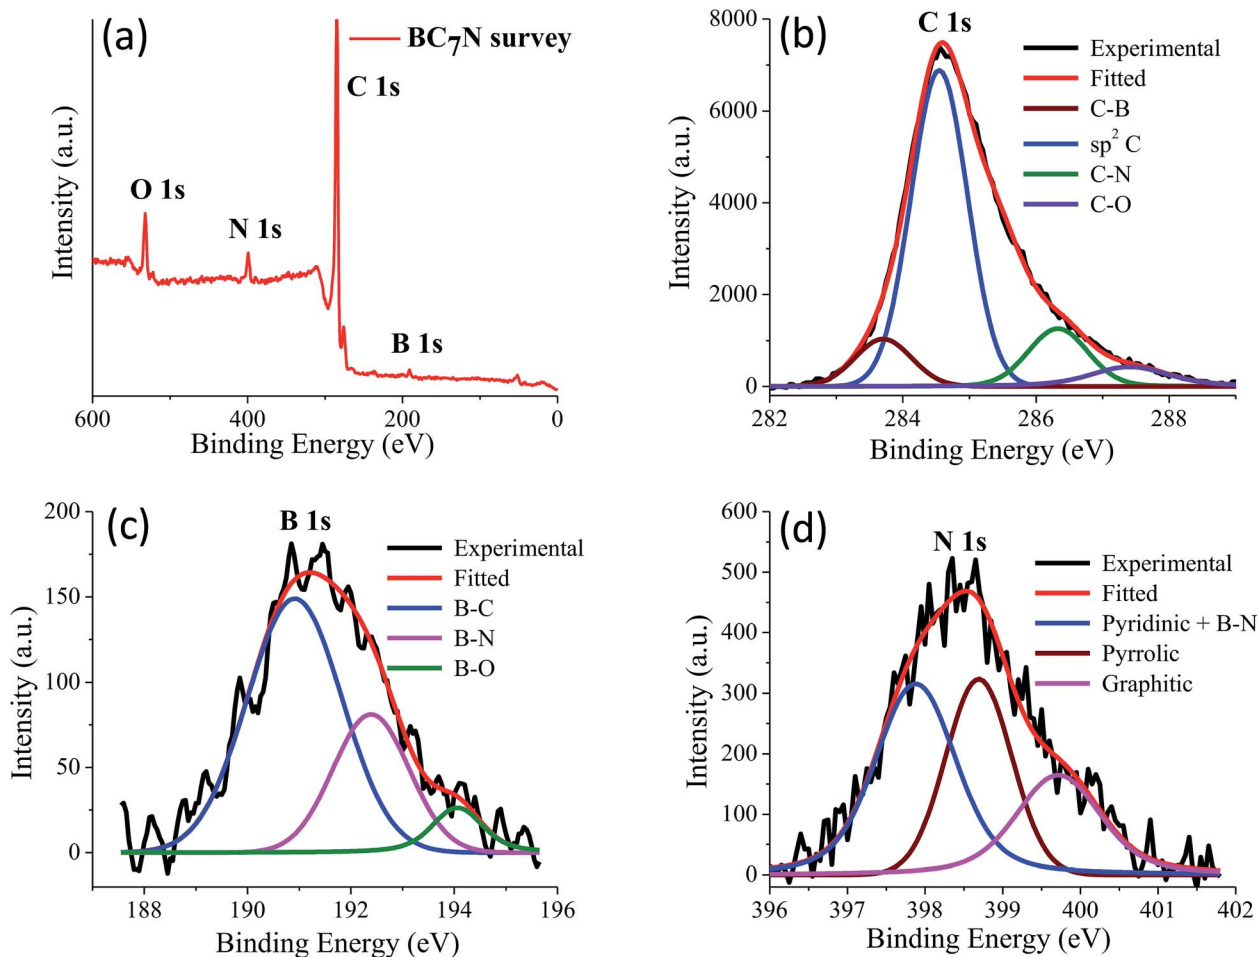 (a)
BC7N survey
C 1s
O 1s
N 1s
B 1s
Intensity (a.u.)
600 400 200 0
Binding Energy (eV)
(b)
C 1s
Experimental
Fitted
C-B
sp² C
C-N
C-O
8000
6000
4000
2000
0
Intensity (a.u.)
282 284 286 288
Binding Energy (eV)
(c)
B 1s
Experimental
Fitted
B-C
B-N
B-O
200
150
100
50
0
Intensity (a.u.)
188 190 192 194 196
Binding Energy (eV)
(d)
N 1s
Experimental
Fitted
Pyridinic + B-N
Pyrrolic
Graphitic
600
500
400
300
200
100
0
Intensity (a.u.)
396 397 398 399 400 401 402
Binding Energy (eV)